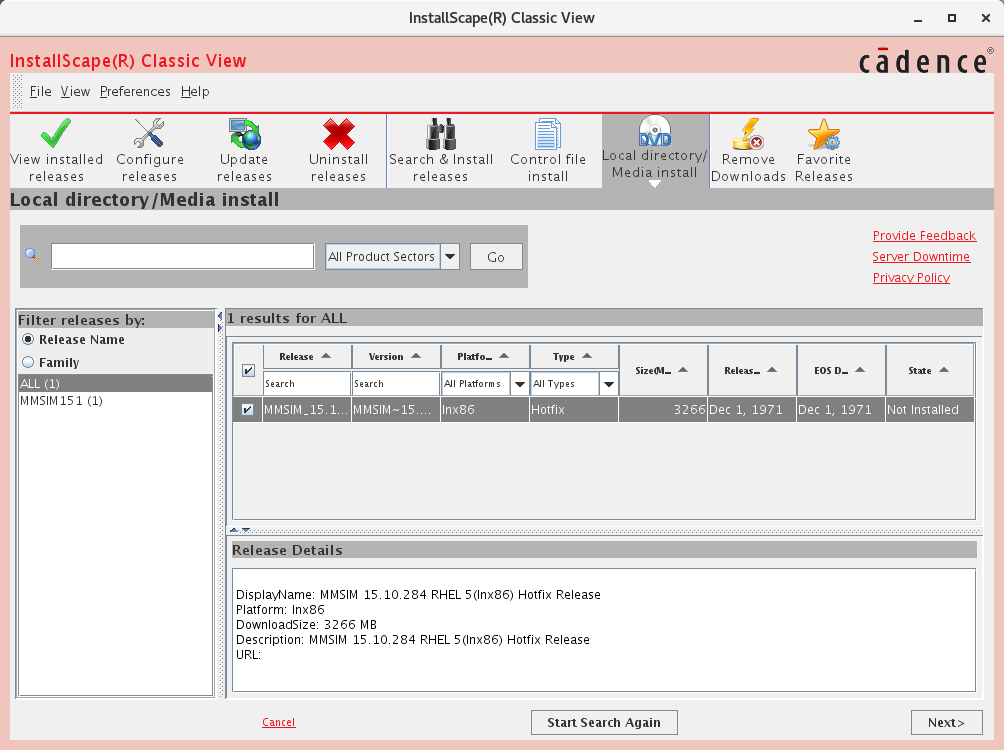 InstallScape(R) Classic View
InstallScape(R) Classic View
cādence®
File View Preferences Help
View installed releases
Configure releases
Update releases
Uninstall releases
Search & Install releases
Control file install
Local directory/ Media install
Remove Downloads
Favorite Releases
Local directory/Media install
All Product Sectors
Go
Provide Feedback
Server Downtime
Privacy Policy
Filter releases by:
Release Name
Family
ALL (1)
MMSIM151 (1)
1 results for ALL
Release Version Platfo... Type Size(M... Releas... EOS D... State
Search Search All Platforms All Types
MMSIM_15.1... MMSIM~15.... lnx86 Hotfix 3266 Dec 1, 1971 Dec 1, 1971 Not Installed
Release Details
DisplayName: MMSIM 15.10.284 RHEL 5(lnx86) Hotfix Release
Platform: lnx86
DownloadSize: 3266 MB
Description: MMSIM 15.10.284 RHEL 5(lnx86) Hotfix Release
URL:
Cancel
Start Search Again
Next>